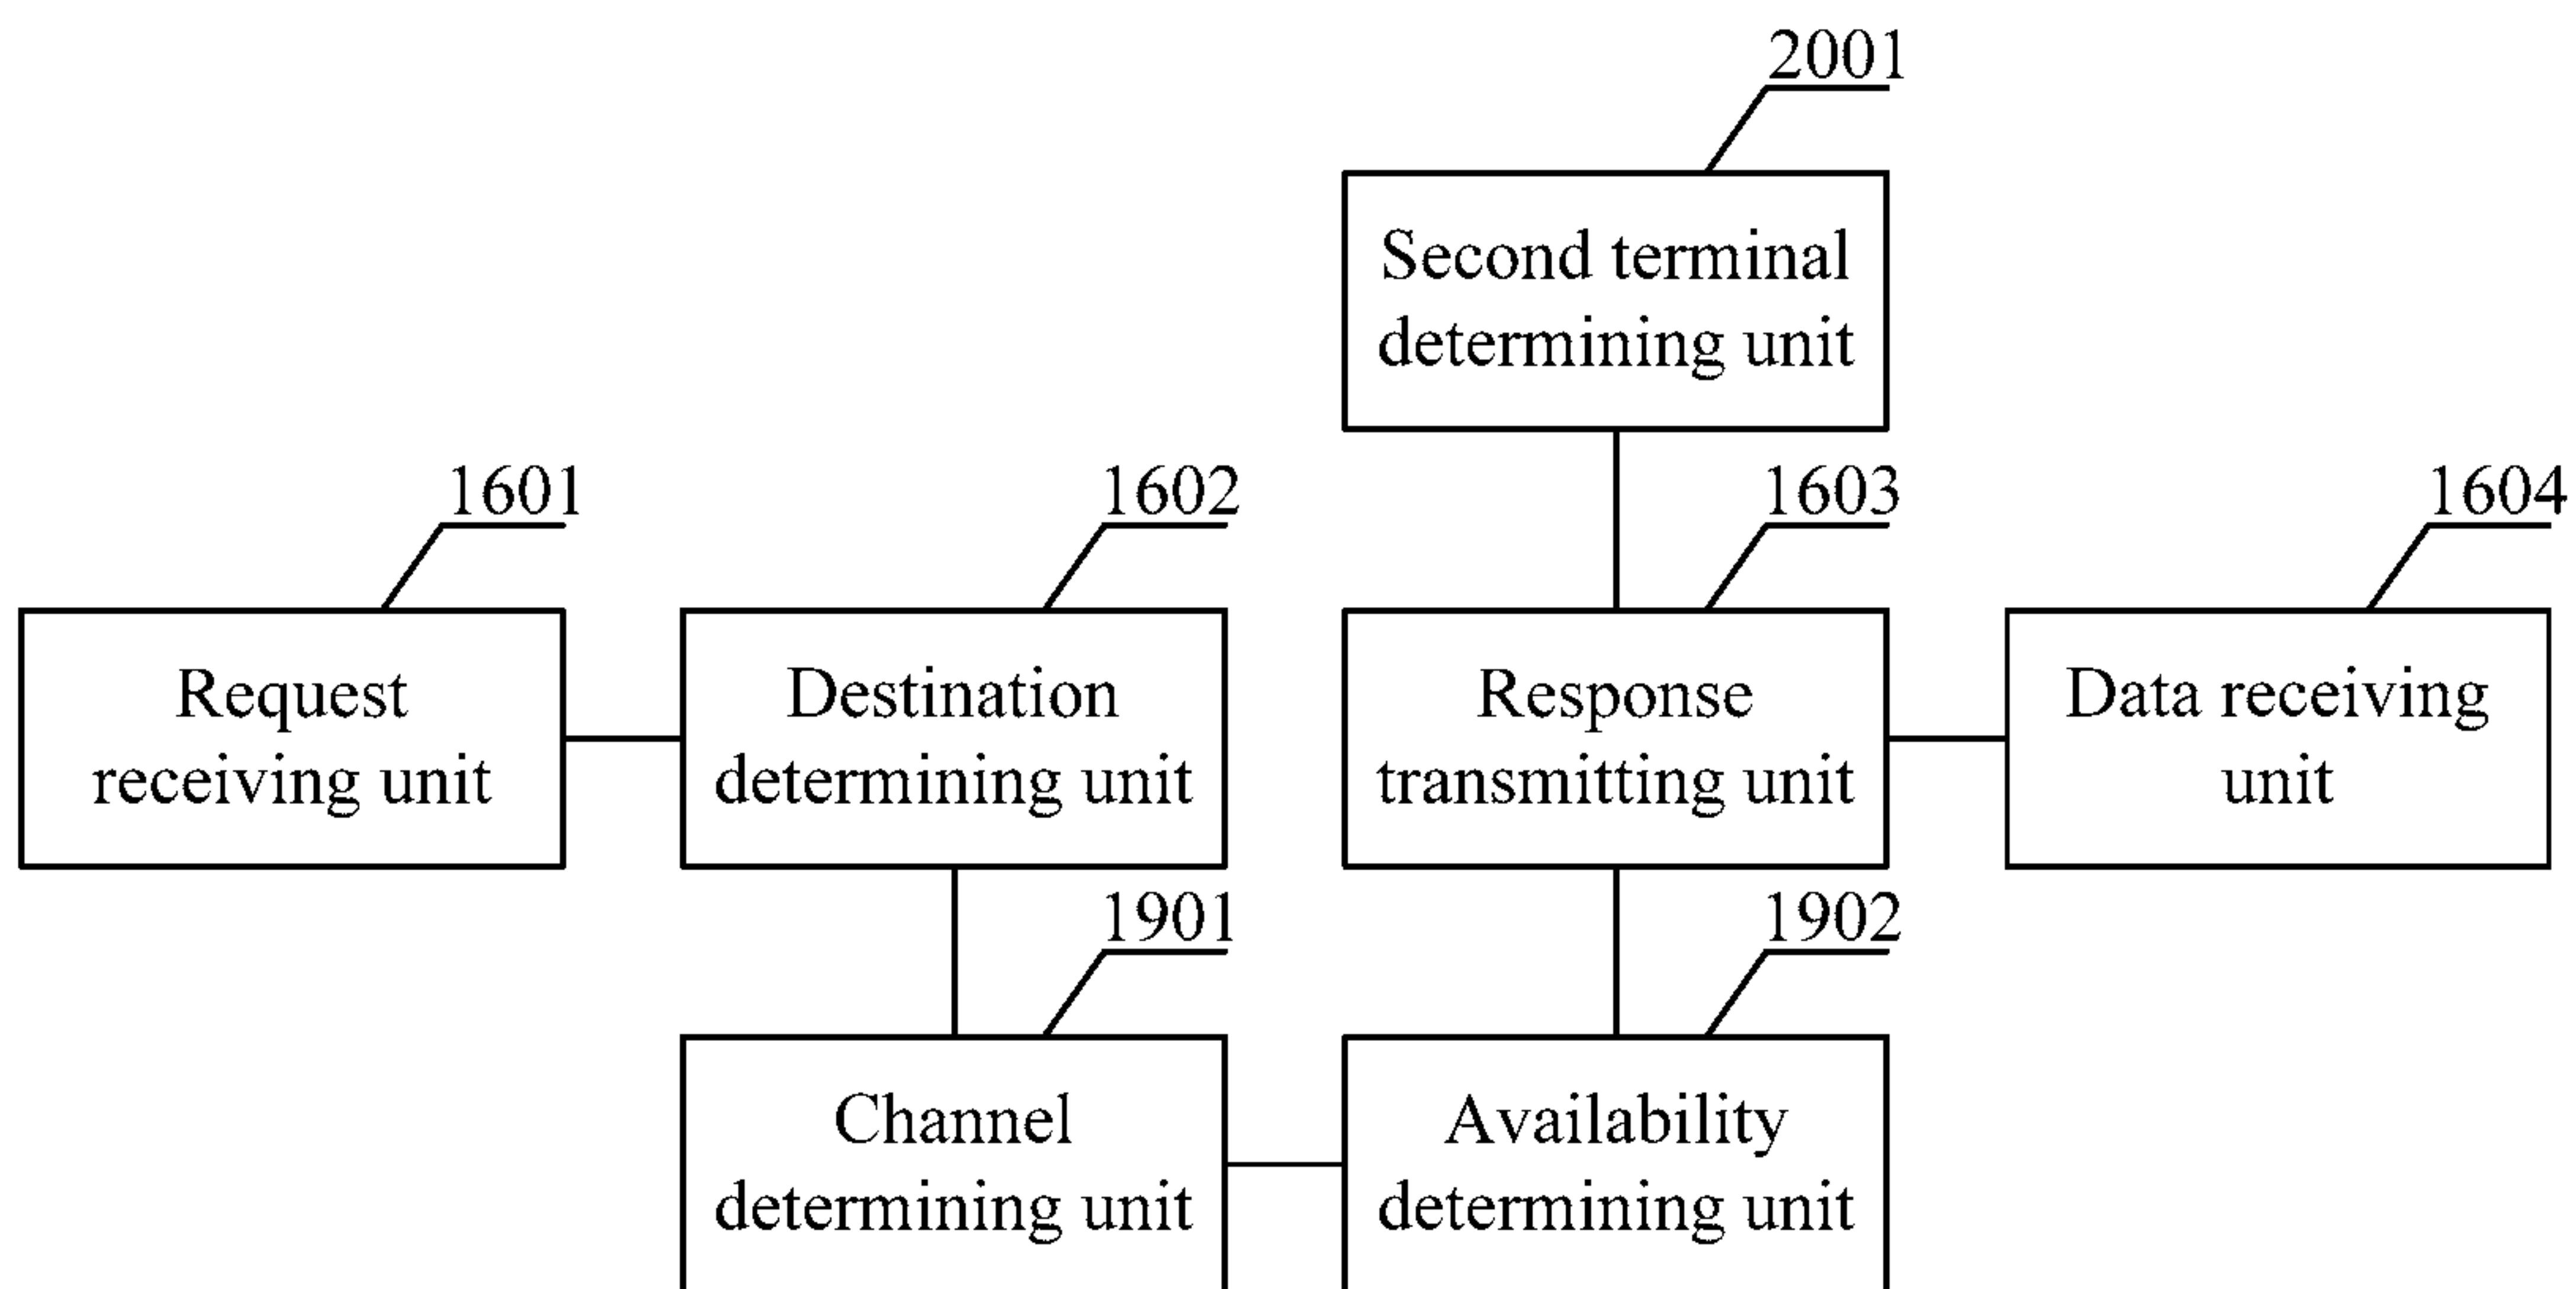 2001
Second terminal
determining unit
1601
1602
1603
1604
Request
receiving unit
Destination
determining unit
Response
transmitting unit
Data receiving
unit
1901
1902
Channel
determining unit
Availability
determining unit